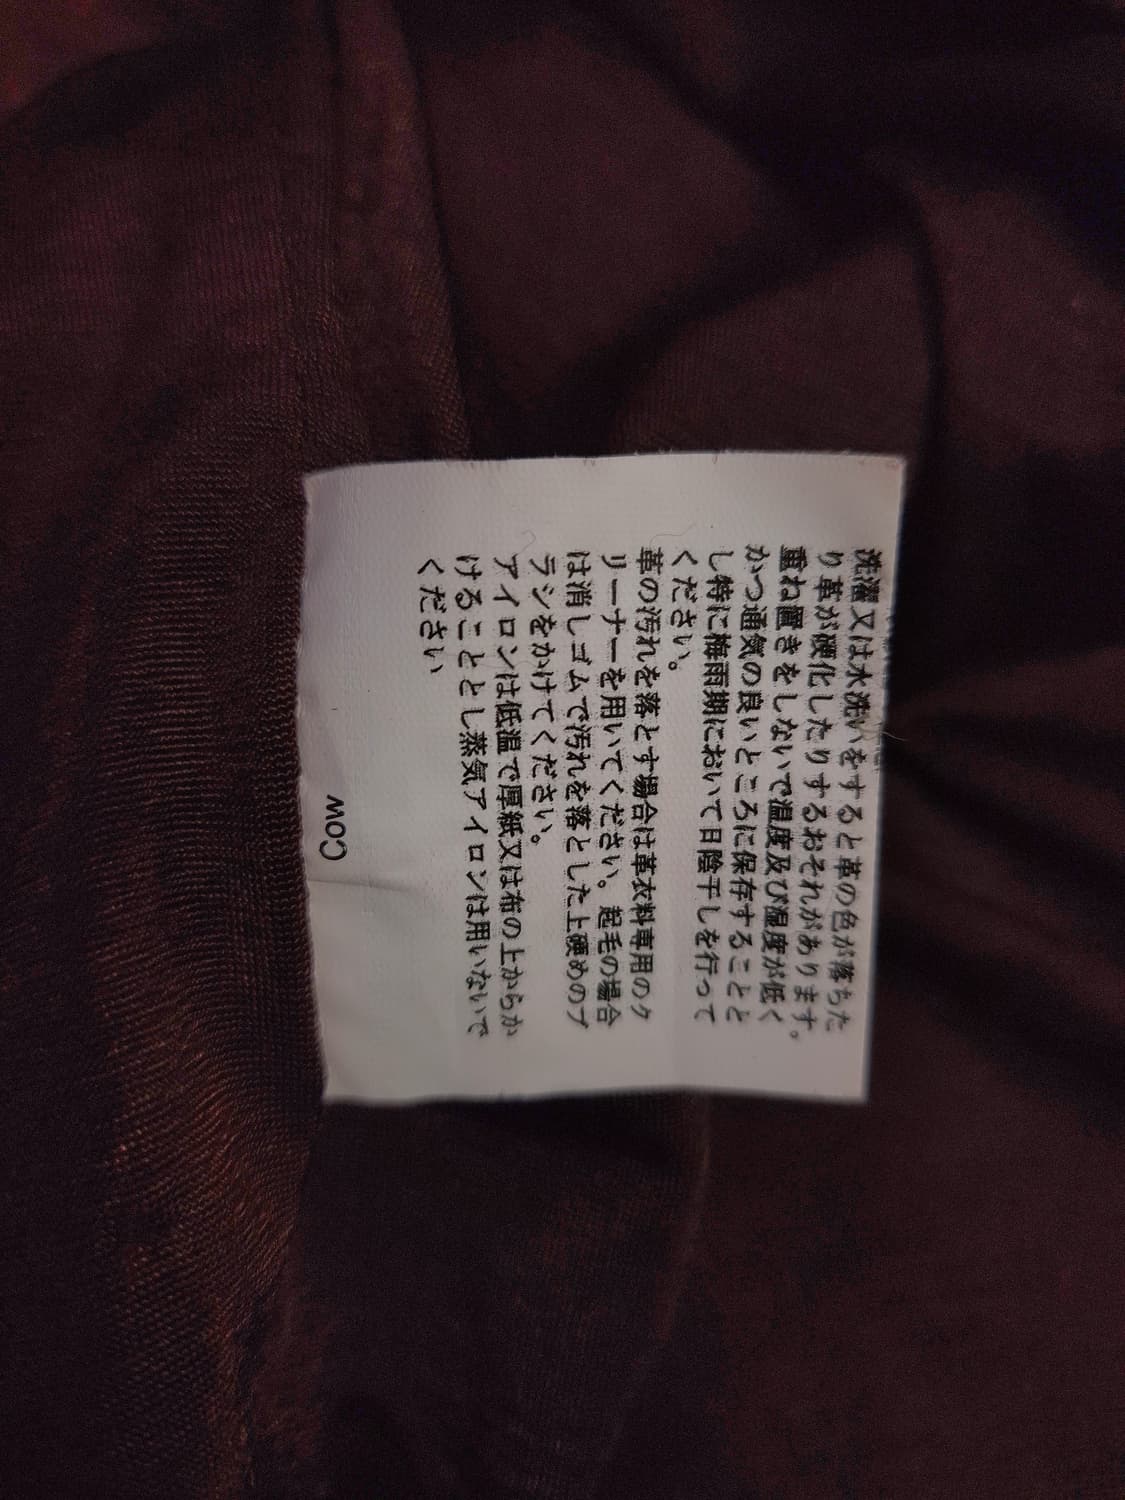 洗濯又は水洗いをすると革の色が落ちた
り革が硬化したりするおそれがあります。
重ね置きをしないで温度及び湿度が低く
かつ通気の良いところに保存することと
し特に梅雨期において日陰干しを行って
ください。
革の汚れを落とす場合は革衣料専用のク
リーナーを用いてください。起毛の場合
は消しゴムで汚れを落とした上硬めのブ
ラシをかけてください。
アイロンは低温で厚紙又は布の上からか
けることとし蒸気アイロンは用いないで
ください
Cow